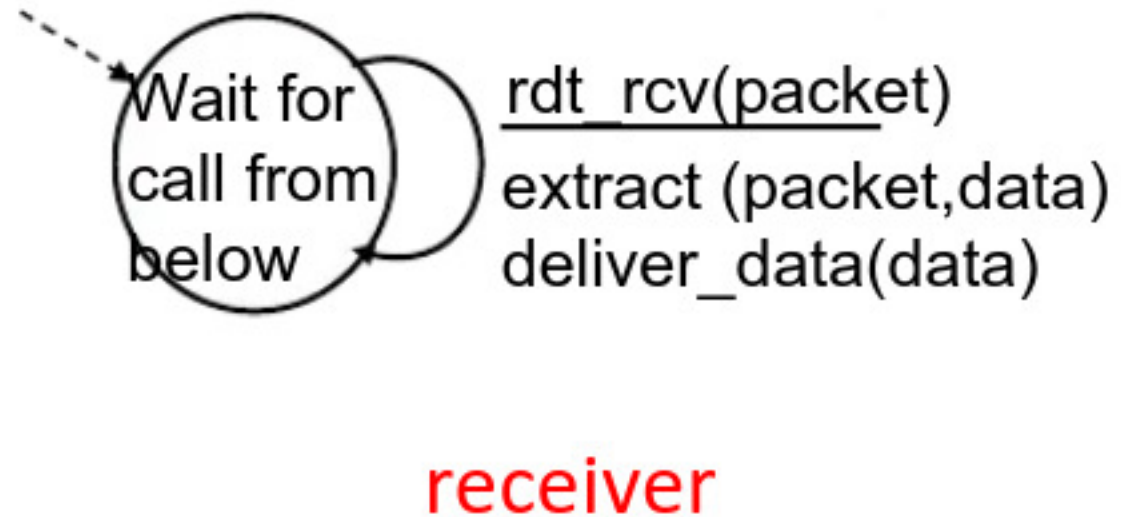 Wait for
call from
below
rdt_rcv(packet)
extract (packet,data)
deliver_data(data)
receiver